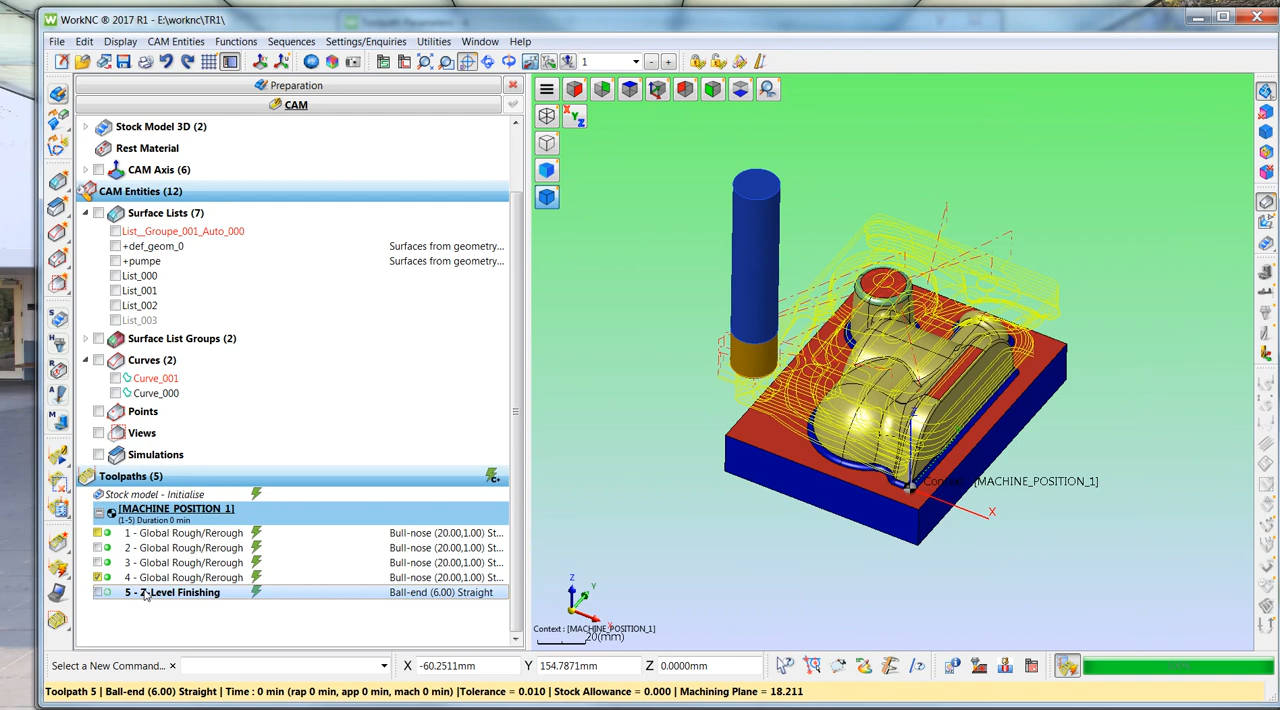 WorkNC ® 2017 R1 - E:\worknc\TR1\
File Edit Display CAM Entities Functions Sequences Settings/Enquiries Utilities Window Help
1
Preparation
CAM
Stock Model 3D (2)
Rest Material
CAM Axis (6)
CAM Entities (12)
Surface Lists (7)
List__Groupe_001_Auto_000
+def_geom_0 Surfaces from geometry...
+pumpe Surfaces from geometry...
List_000
List_001
List_002
List_003
Surface List Groups (2)
Curves (2)
Curve_001
Curve_000
Points
Views
Simulations
Toolpaths (5)
Stock model - Initialise
[MACHINE_POSITION_1]
(1-5) Duration 0 min
1 - Global Rough/Rerough Ball-nose (20.00,1.00) St...
2 - Global Rough/Rerough Ball-nose (20.00,1.00) St...
3 - Global Rough/Rerough Ball-nose (20.00,1.00) St...
4 - Global Rough/Rerough Ball-nose (20.00,1.00) St...
5 - Z-Level Finishing Ball-end (6.00) Straight
X Y Z
Z
Context : [MACHINE_POSITION_1]
X
Z
Y
X
Context : [MACHINE_POSITION_1]
20(mm)
Select a New Command... X -60.2511mm Y 154.7871mm Z 0.0000mm
Toolpath 5 | Ball-end (6.00) Straight | Time : 0 min (rap 0 min, app 0 min, mach 0 min) |Tolerance = 0.010 | Stock Allowance = 0.000 | Machining Plane = 18.211